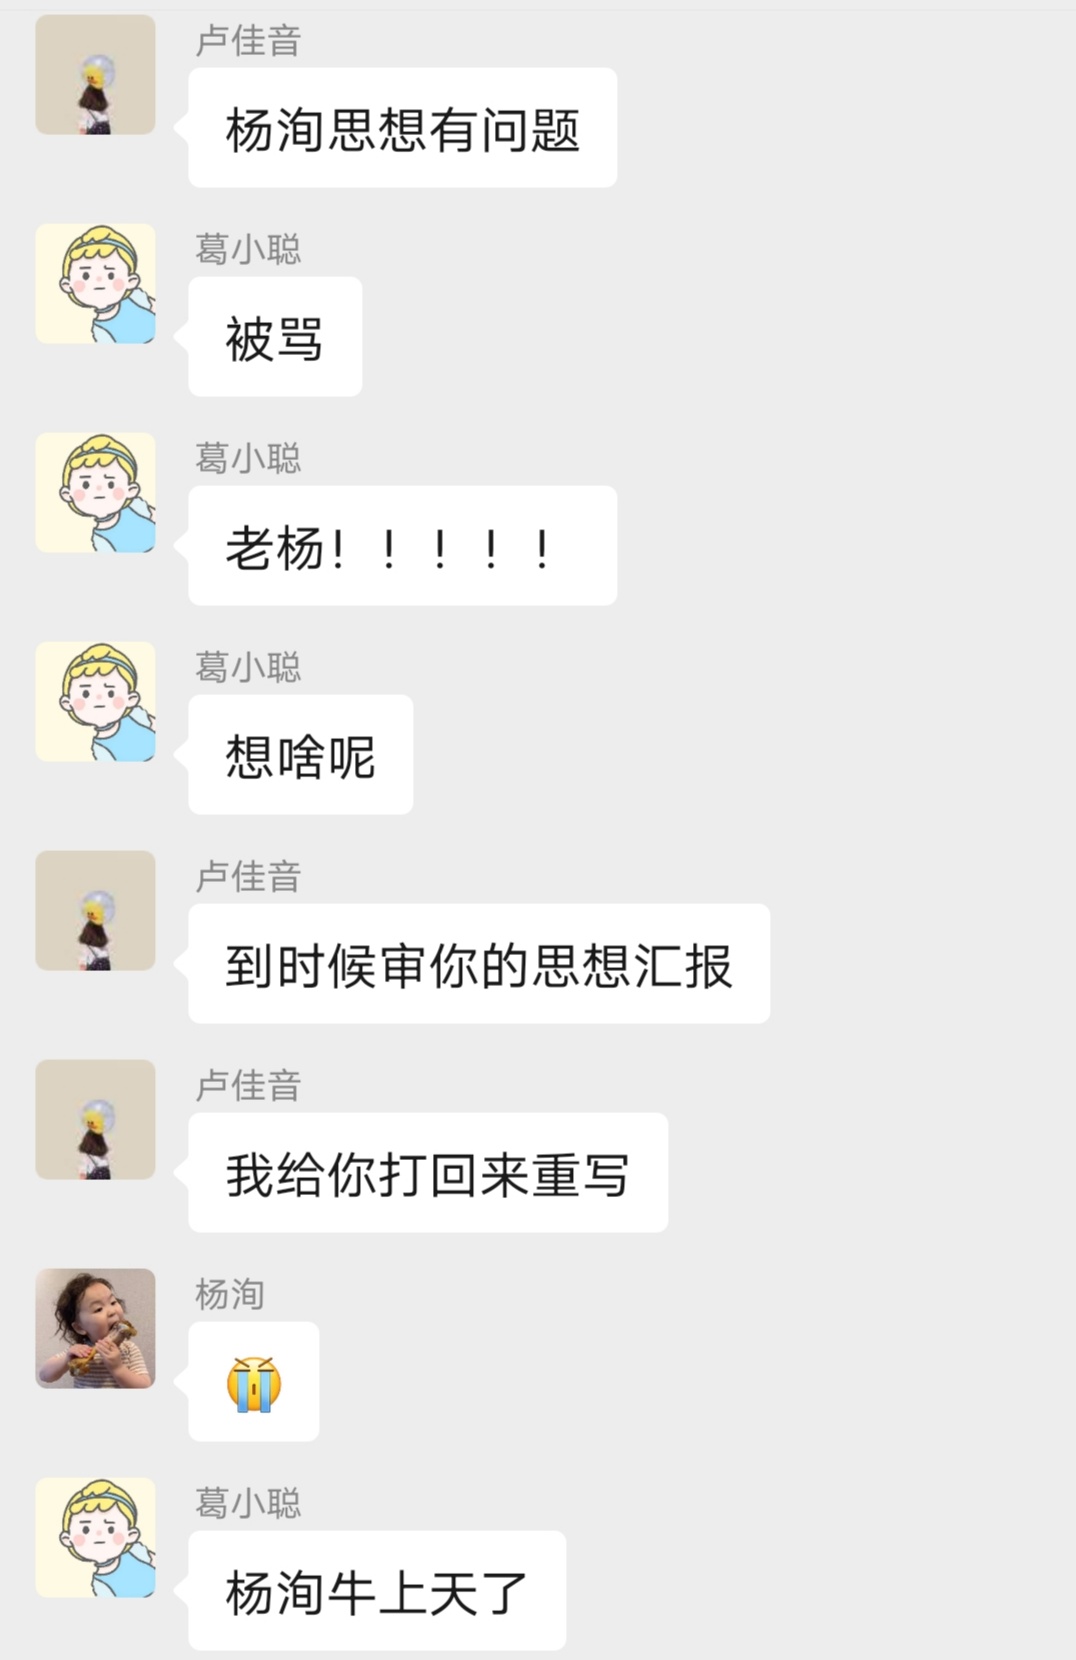 卢佳音
杨洵思想有问题
葛小聪
被骂
葛小聪
老杨！！！！！
葛小聪
想啥呢
卢佳音
到时候审你的思想汇报
卢佳音
我给你打回来重写
杨洵
😭
葛小聪
杨洵牛上天了